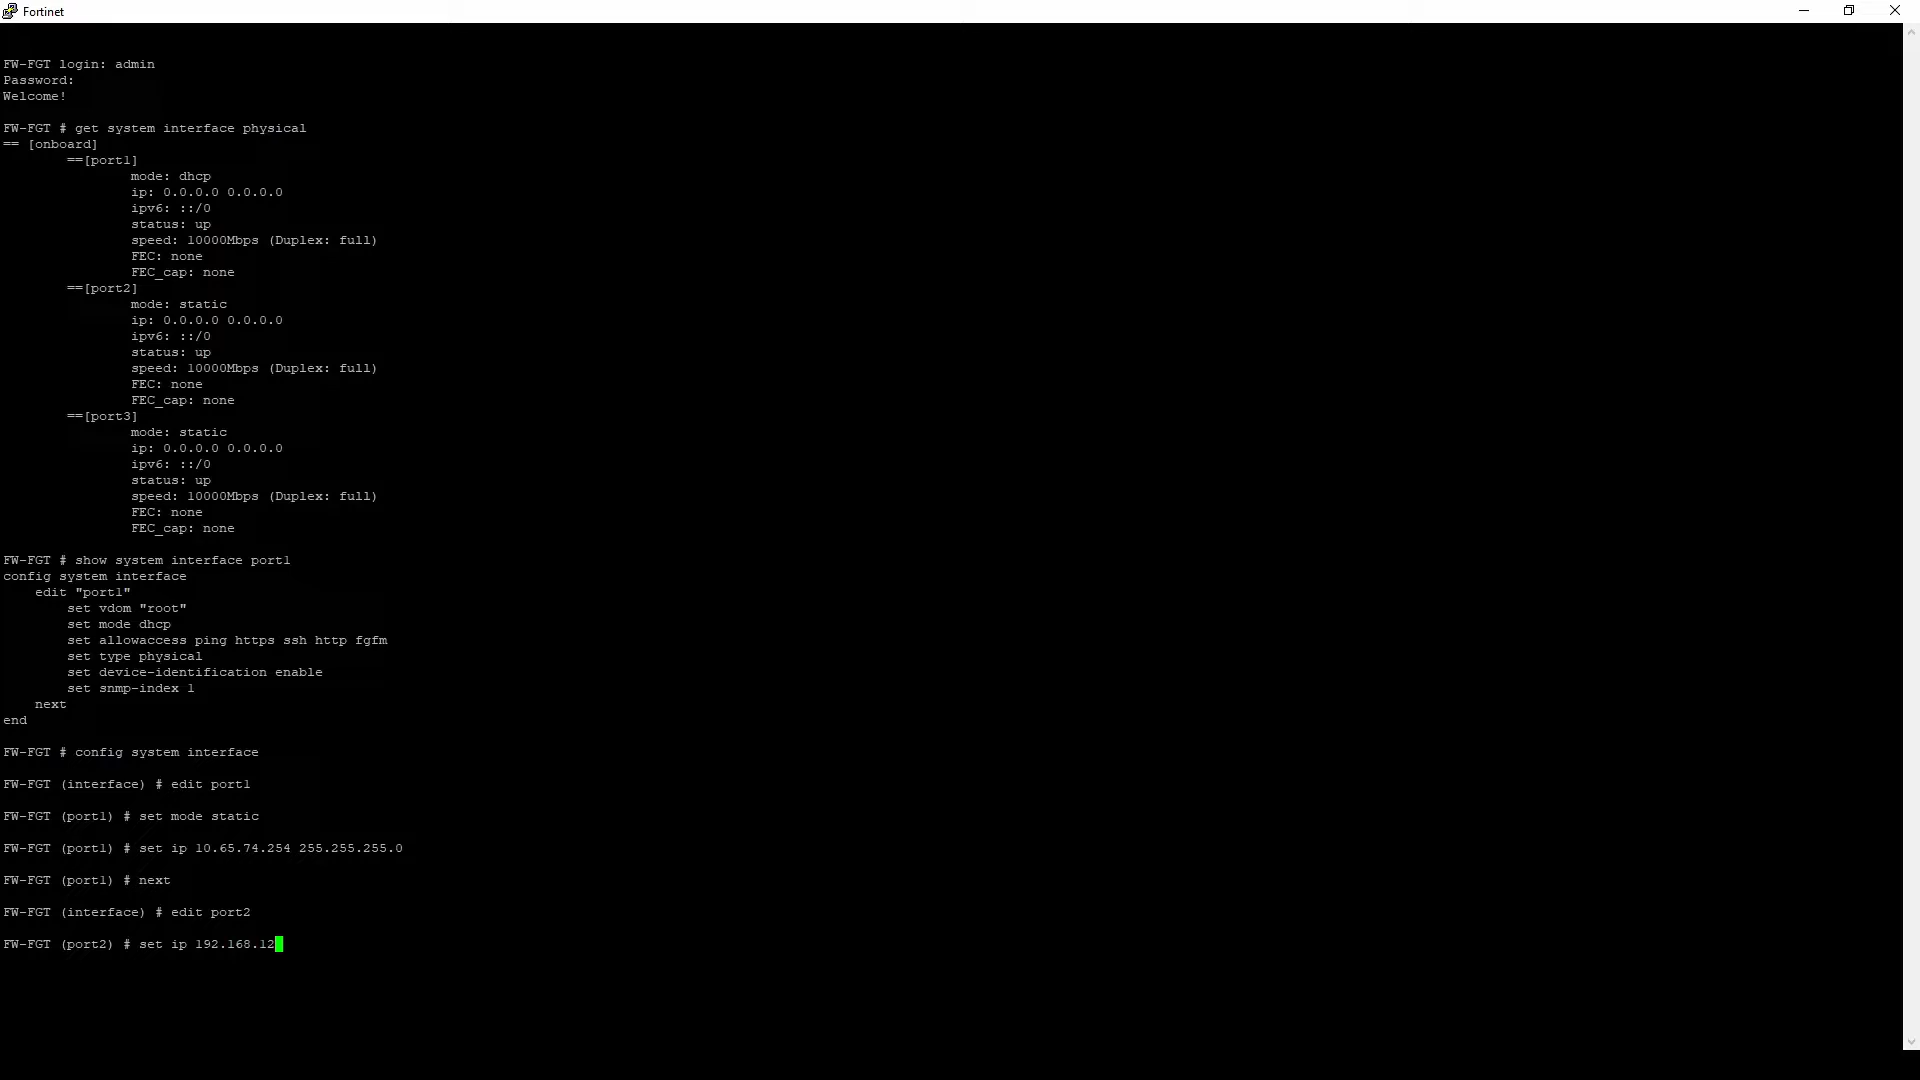 Fortinet
FW-FGT login: admin
Password:
Welcome!
FW-FGT # get system interface physical
== [onboard]
==[port1]
mode: dhcp
ip: 0.0.0.0 0.0.0.0
ipv6: ::/0
status: up
speed: 10000Mbps (Duplex: full)
FEC: none
FEC_cap: none
==[port2]
mode: static
ip: 0.0.0.0 0.0.0.0
ipv6: ::/0
status: up
speed: 10000Mbps (Duplex: full)
FEC: none
FEC_cap: none
==[port3]
mode: static
ip: 0.0.0.0 0.0.0.0
ipv6: ::/0
status: up
speed: 10000Mbps (Duplex: full)
FEC: none
FEC_cap: none
FW-FGT # show system interface port1
config system interface
edit "port1"
set vdom "root"
set mode dhcp
set allowaccess ping https ssh http fgfm
set type physical
set device-identification enable
set snmp-index 1
next
end
FW-FGT # config system interface
FW-FGT (interface) # edit port1
FW-FGT (port1) # set mode static
FW-FGT (port1) # set ip 10.65.74.254 255.255.255.0
FW-FGT (port1) # next
FW-FGT (interface) # edit port2
FW-FGT (port2) # set ip 192.168.12